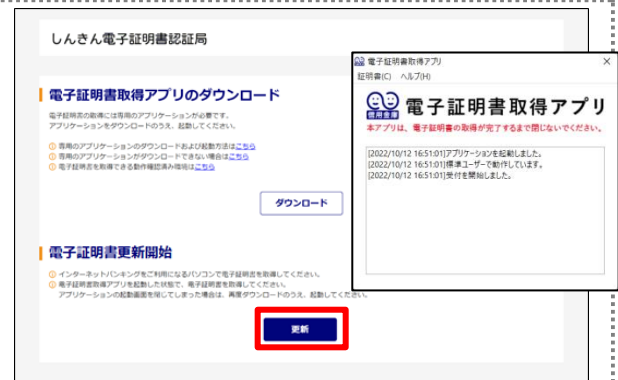 しんきん電子証明書認証局
電子証明書取得アプリのダウンロード
電子証明書の取得には専用のアプリケーションが必要です。
アプリケーションをダウンロードのうえ、起動してください。
専用のアプリケーションのダウンロードおよび起動方法はこちら
専用のアプリケーションがダウンロードできない場合はこちら
電子証明書を取得できる動作確認済み環境はこちら
ダウンロード
電子証明書更新開始
インターネットバンキングをご利用になるパソコンで電子証明書を取得してください。
電子証明書取得アプリを起動した状態で、電子証明書を取得してください。
アプリケーションの起動画面を閉じてしまった場合は、再度ダウンロードのうえ、起動してください。
更新
電子証明書取得アプリ
証明書(C) ヘルプ(H)
信用金庫
電子証明書取得アプリ
本アプリは、電子証明書の取得が完了するまで閉じないでください。
[2022/10/12 16:51:01]アプリケーションを起動しました。
[2022/10/12 16:51:01]標準ユーザーで動作しています。
[2022/10/12 16:51:01]受付を開始しました。